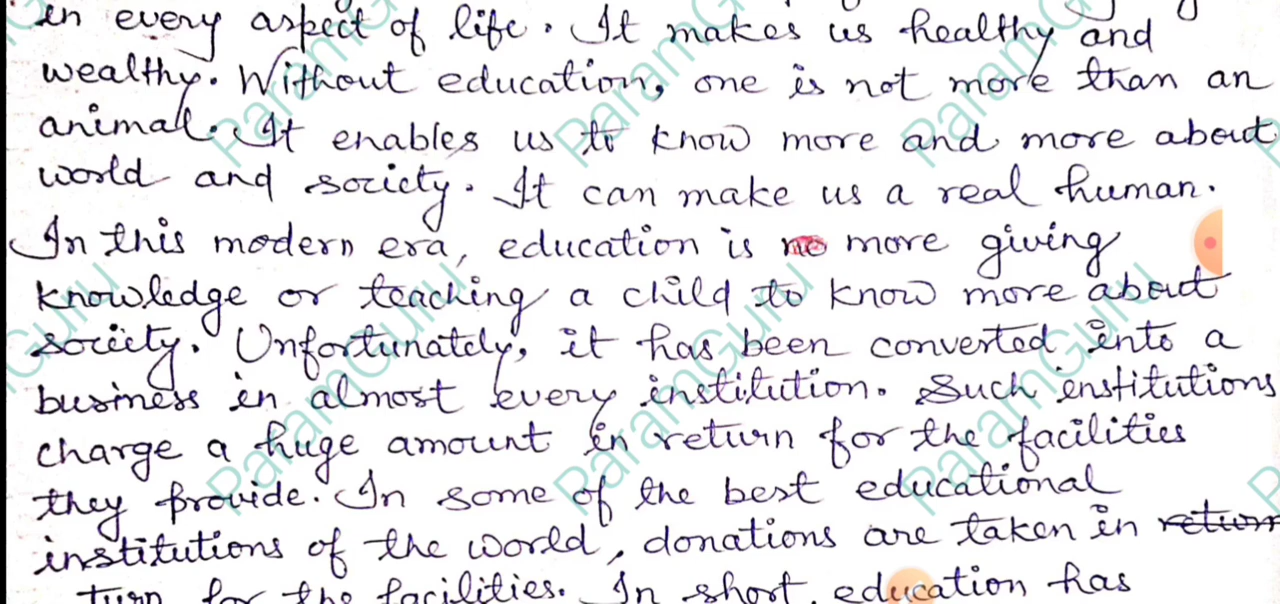 in every aspect of life. It makes us healthy and
wealthy. Without education, one is not more than an
animal. It enables us to know more and more about
world and society. It can make us a real human.
In this modern era, education is no more giving
knowledge or teaching a child to know more about
society. Unfortunately, it has been converted into a
business in almost every institution. Such institutions
charge a huge amount in return for the facilities
they provide. In some of the best educational
institutions of the world, donations are taken in return
turn for the facilities. In short, education has
ParamGuru